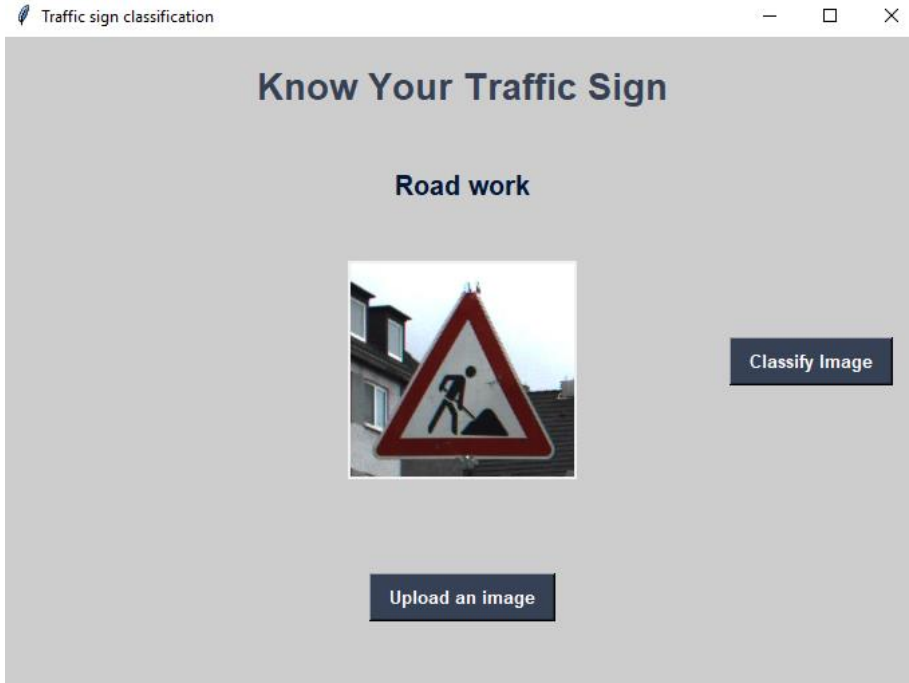 Traffic sign classification
Know Your Traffic Sign
Road work
Classify Image
Upload an image